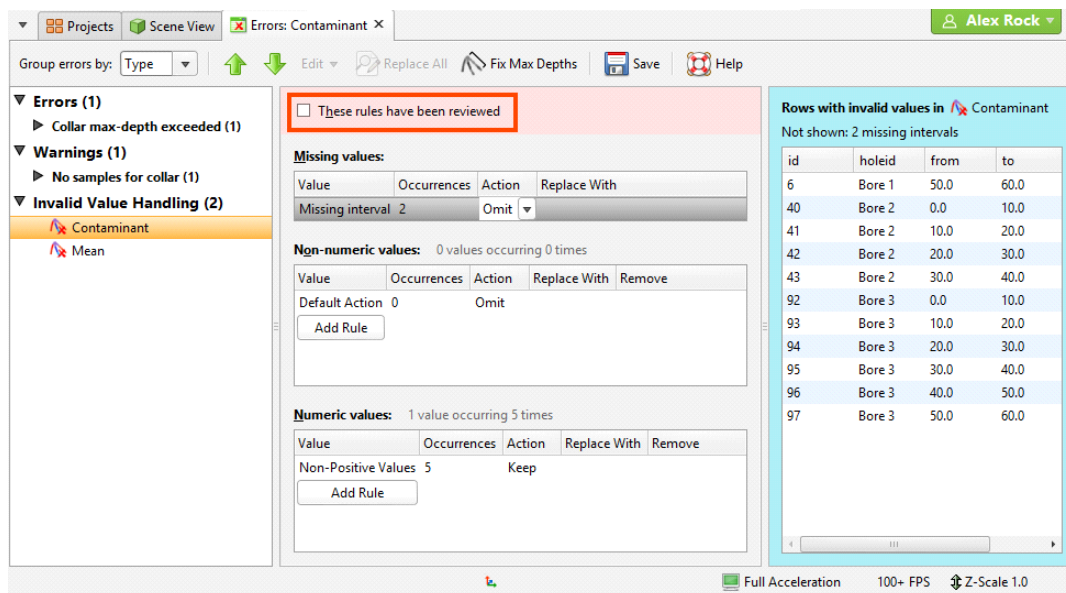 Projects Scene View Errors: Contaminant × Alex Rock
Group errors by: Type Edit Replace All Fix Max Depths Save Help
Errors (1)
Collar max-depth exceeded (1)
Warnings (1)
No samples for collar (1)
Invalid Value Handling (2)
Contaminant
Mean
These rules have been reviewed
Missing values:
Value Occurrences Action Replace With
Missing interval 2 Omit
Non-numeric values: 0 values occurring 0 times
Value Occurrences Action Replace With Remove
Default Action 0 Omit
Add Rule
Numeric values: 1 value occurring 5 times
Value Occurrences Action Replace With Remove
Non-Positive Values 5 Keep
Add Rule
Rows with invalid values in Contaminant
Not shown: 2 missing intervals
id holeid from to
6 Bore 1 50.0 60.0
40 Bore 2 0.0 10.0
41 Bore 2 10.0 20.0
42 Bore 2 20.0 30.0
43 Bore 2 30.0 40.0
92 Bore 3 0.0 10.0
93 Bore 3 10.0 20.0
94 Bore 3 20.0 30.0
95 Bore 3 30.0 40.0
96 Bore 3 40.0 50.0
97 Bore 3 50.0 60.0
Full Acceleration 100+ FPS Z-Scale 1.0